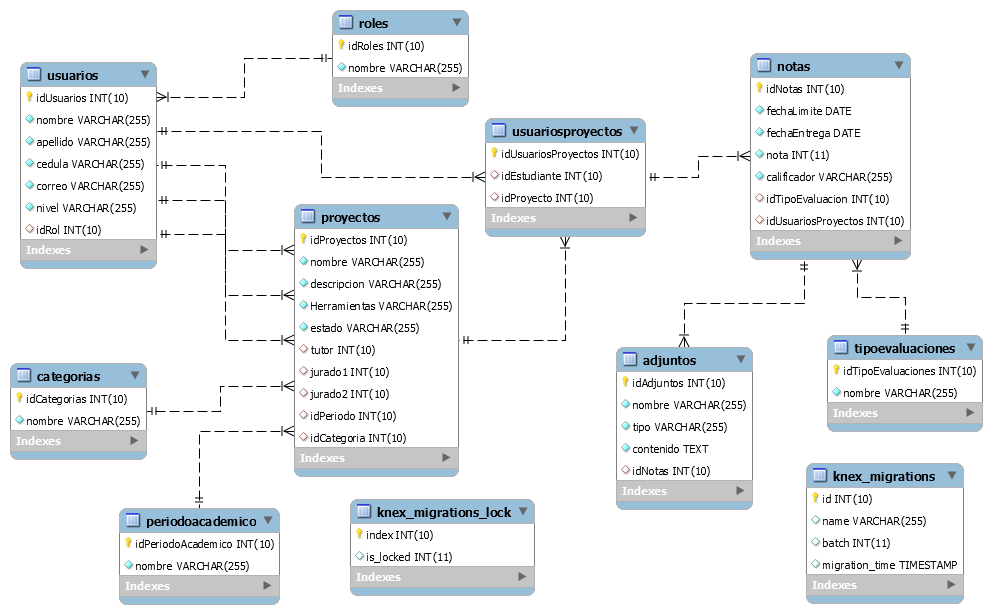 roles
idRoles INT(10)
nombre VARCHAR(255)
Indexes
usuarios
idUsuarios INT(10)
nombre VARCHAR(255)
apellido VARCHAR(255)
cedula VARCHAR(255)
correo VARCHAR(255)
nivel VARCHAR(255)
idRol INT(10)
Indexes
usuariosproyectos
idUsuariosProyectos INT(10)
idEstudiante INT(10)
idProyecto INT(10)
Indexes
notas
idNotas INT(10)
fechaLimite DATE
fechaEntrega DATE
nota INT(11)
calificador VARCHAR(255)
idTipoEvaluacion INT(10)
idUsuariosProyectos INT(10)
Indexes
proyectos
idProyectos INT(10)
nombre VARCHAR(255)
descripcion VARCHAR(255)
Herramientas VARCHAR(255)
estado VARCHAR(255)
tutor INT(10)
jurado1 INT(10)
jurado2 INT(10)
idPeriodo INT(10)
idCategoria INT(10)
Indexes
categorias
idCategorias INT(10)
nombre VARCHAR(255)
Indexes
adjuntos
idAdjuntos INT(10)
nombre VARCHAR(255)
tipo VARCHAR(255)
contenido TEXT
idNotas INT(10)
Indexes
tipoevaluaciones
idTipoEvaluaciones INT(10)
nombre VARCHAR(255)
Indexes
periodoacademico
idPeriodoAcademico INT(10)
nombre VARCHAR(255)
Indexes
knex_migrations_lock
index INT(10)
is_locked INT(11)
Indexes
knex_migrations
id INT(10)
name VARCHAR(255)
batch INT(11)
migration_time TIMESTAMP
Indexes